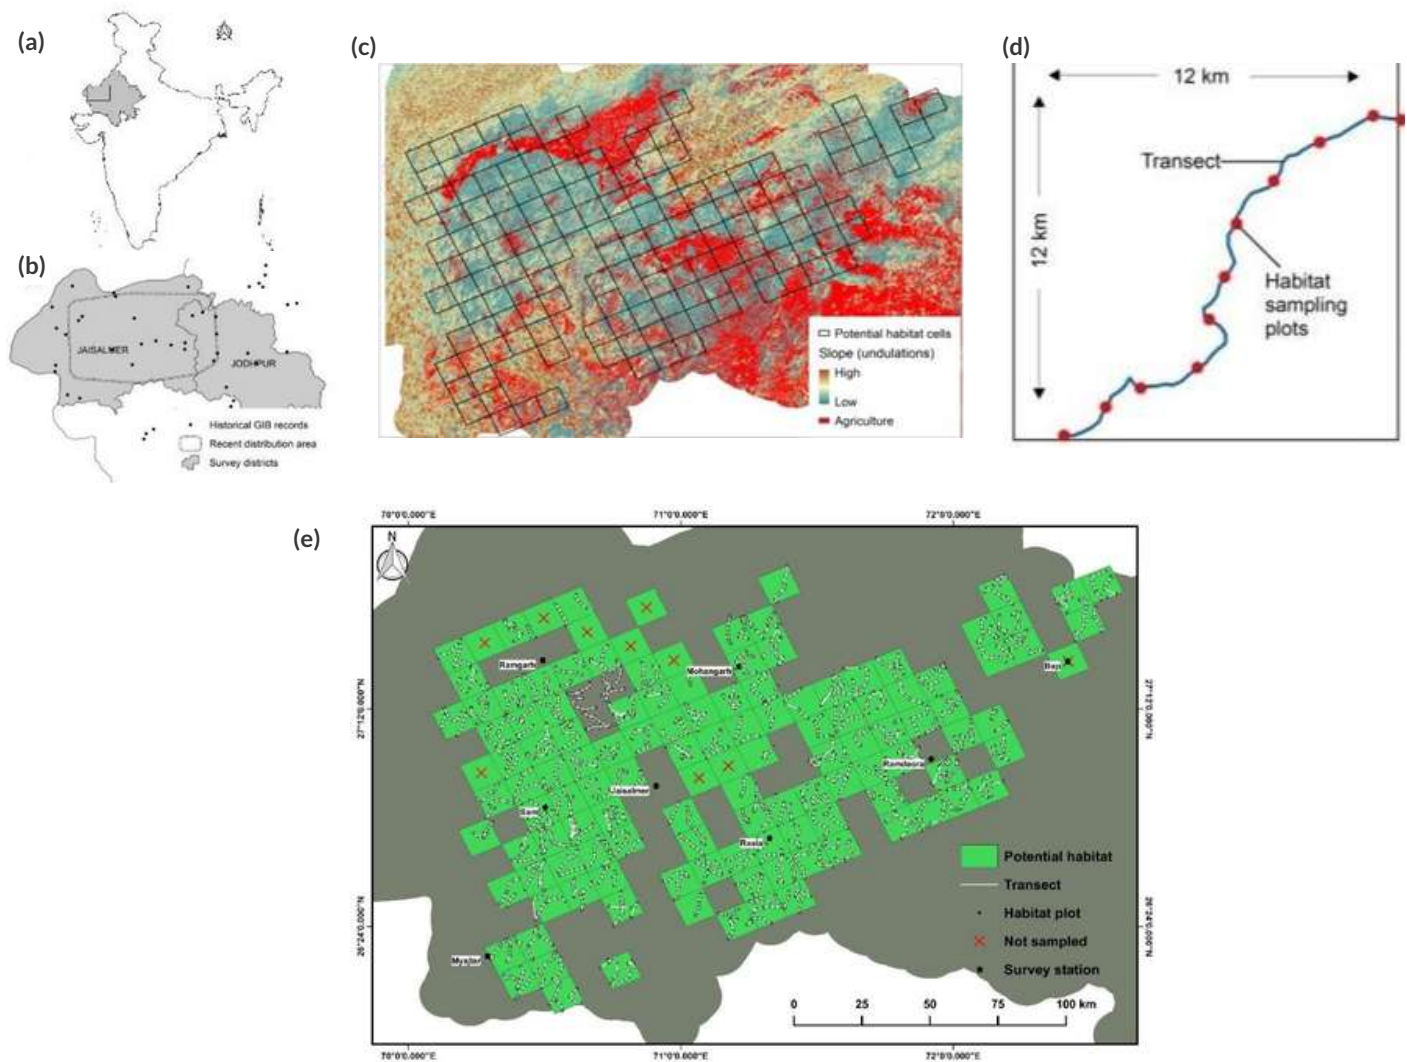 (a)
(b)
JAISALMER
JODHPUR
Historical GIB records
Recent distribution area
Survey districts
(c)
Potential habitat cells
Slope (undulations)
High
Low
Agriculture
(d)
12 km
12 km
Transect
Habitat
sampling
plots
(e)
70°0'0.000"E 71°0'0.000"E 72°0'0.000"E
N
27°12'0.000"N 27°12'0.000"N
26°24'0.000"N 26°24'0.000"N
Ramgarh
Mohangarh
Bap
Ramdeora
Jaisalmer
Sam
Rasla
Myajlar
Potential habitat
Transect
Habitat plot
Not sampled
Survey station
0 25 50 75 100 km
70°0'0.000"E 71°0'0.000"E 72°0'0.000"E